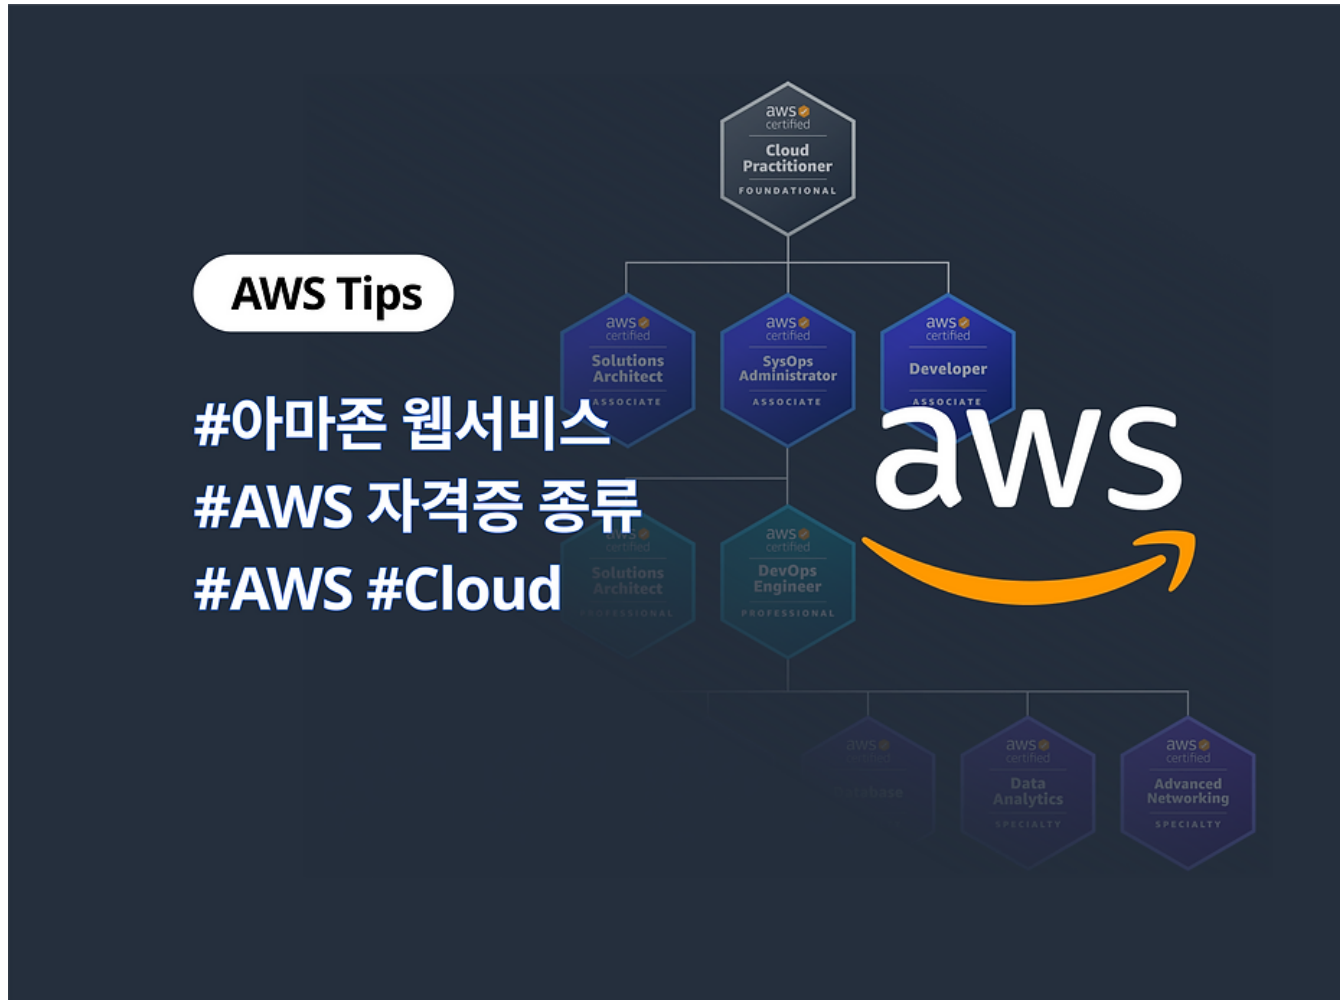 aws
certified
Cloud
Practitioner
FOUNDATIONAL
AWS Tips
aws
certified
Solutions
Architect
ASSOCIATE
aws
certified
SysOps
Administrator
ASSOCIATE
aws
certified
Developer
ASSOCIATE
#아마존 웹서비스
#AWS 자격증 종류
#AWS #Cloud
aws
aws
certified
Solutions
Architect
PROFESSIONAL
aws
certified
DevOps
Engineer
PROFESSIONAL
aws
certified
Database
aws
certified
Data
Analytics
SPECIALTY
aws
certified
Advanced
Networking
SPECIALTY